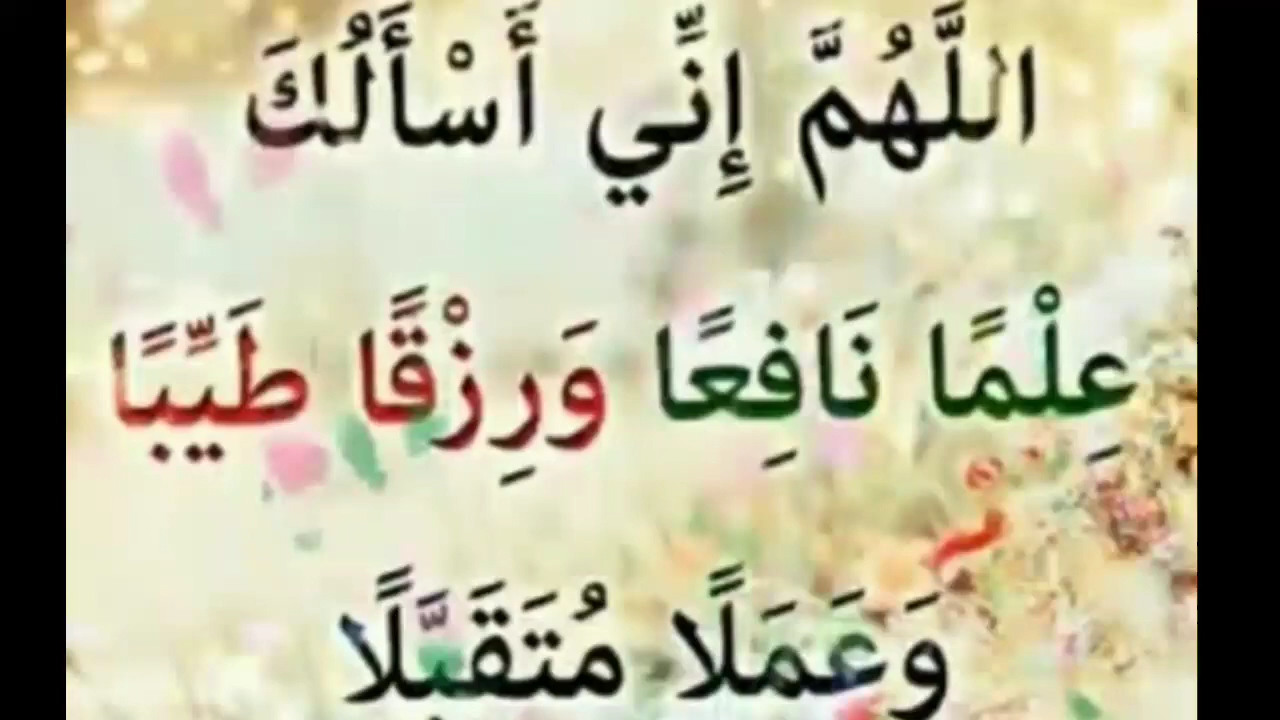 اللَّهُمَّ إِنِّي أَسْأَلُكَ
عِلْمًا نَافِعًا وَرِزْقًا طَيِّبًا
وَعَمَلًا مُتَقَبَّلًا